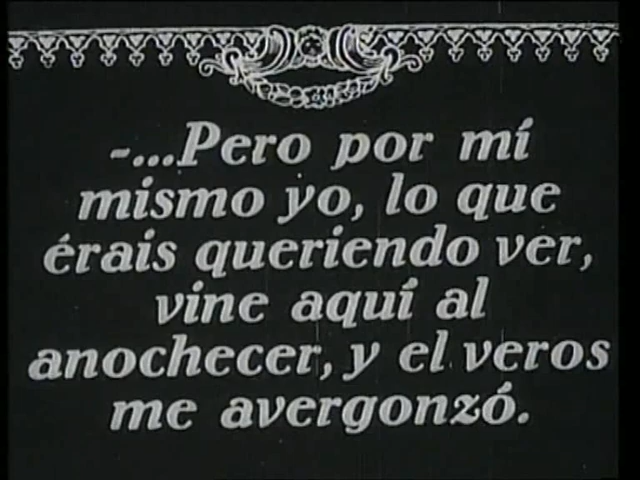 -...Pero por mí
mismo yo, lo que
érais queriendo ver,
vine aquí al
anochecer, y el veros
me avergonzó.